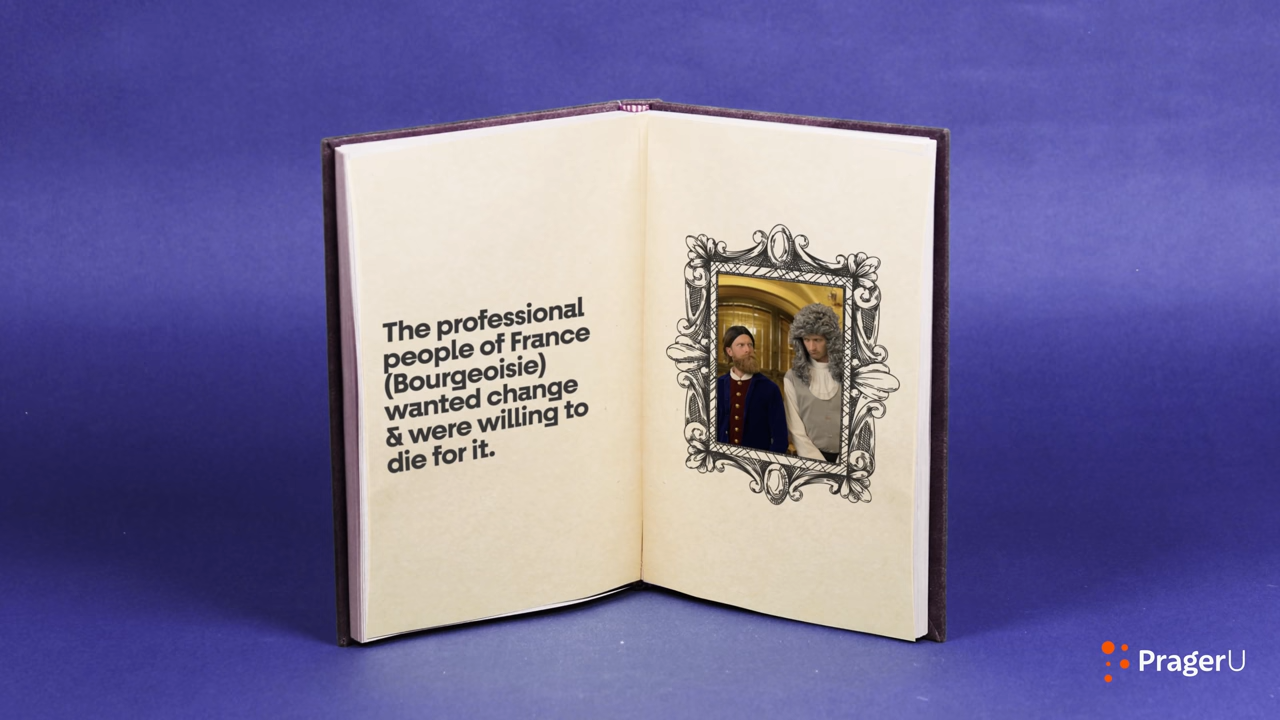 The professional
people of France
(Bourgeoisie)
wanted change
& were willing to
die for it.
PragerU